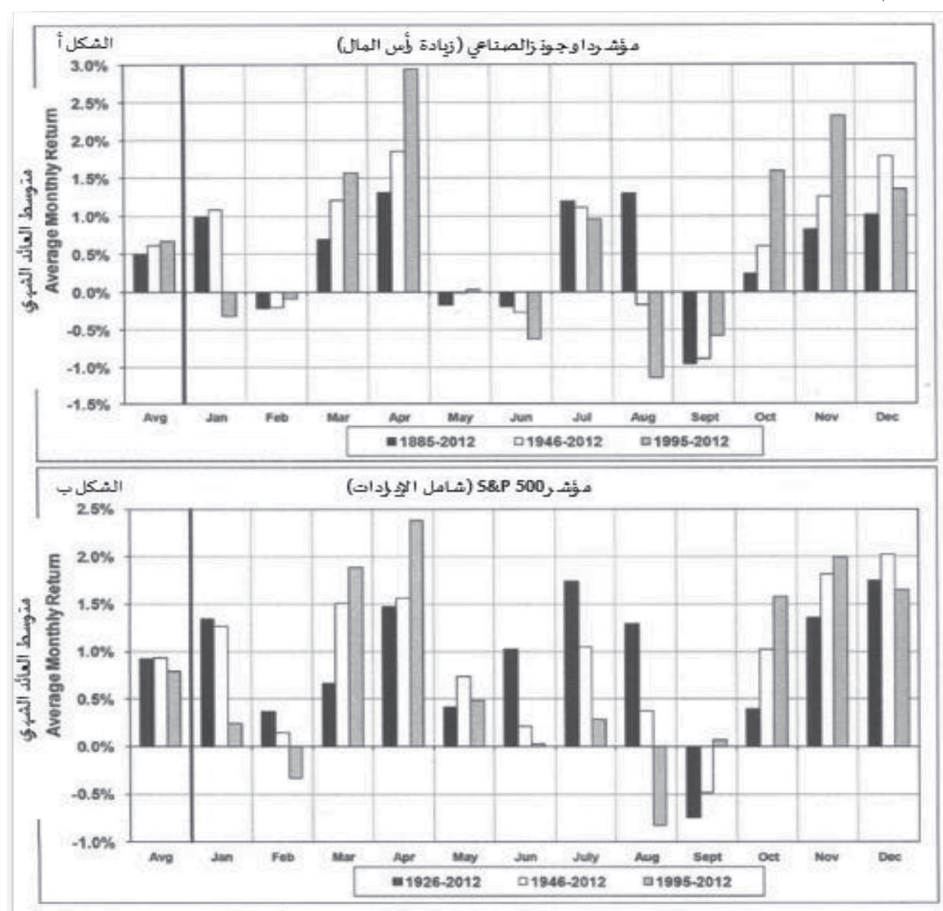 الشكل أ
مؤشر داوجونز الصناعي (زيادة رأس المال)
3.0%
2.5%
2.0%
1.5%
1.0%
0.5%
0.0%
-0.5%
-1.0%
-1.5%
متوسط العائد الشهري
Average Monthly Return
Avg Jan Feb Mar Apr May Jun Jul Aug Sept Oct Nov Dec
1885-2012 1946-2012 1995-2012
الشكل ب
مؤشر S&P 500 (شامل الإيرادات)
2.5%
2.0%
1.5%
1.0%
0.5%
0.0%
-0.5%
-1.0%
متوسط العائد الشهري
Average Monthly Return
Avg Jan Feb Mar Apr May Jun July Aug Sept Oct Nov Dec
1926-2012 1946-2012 1995-2012